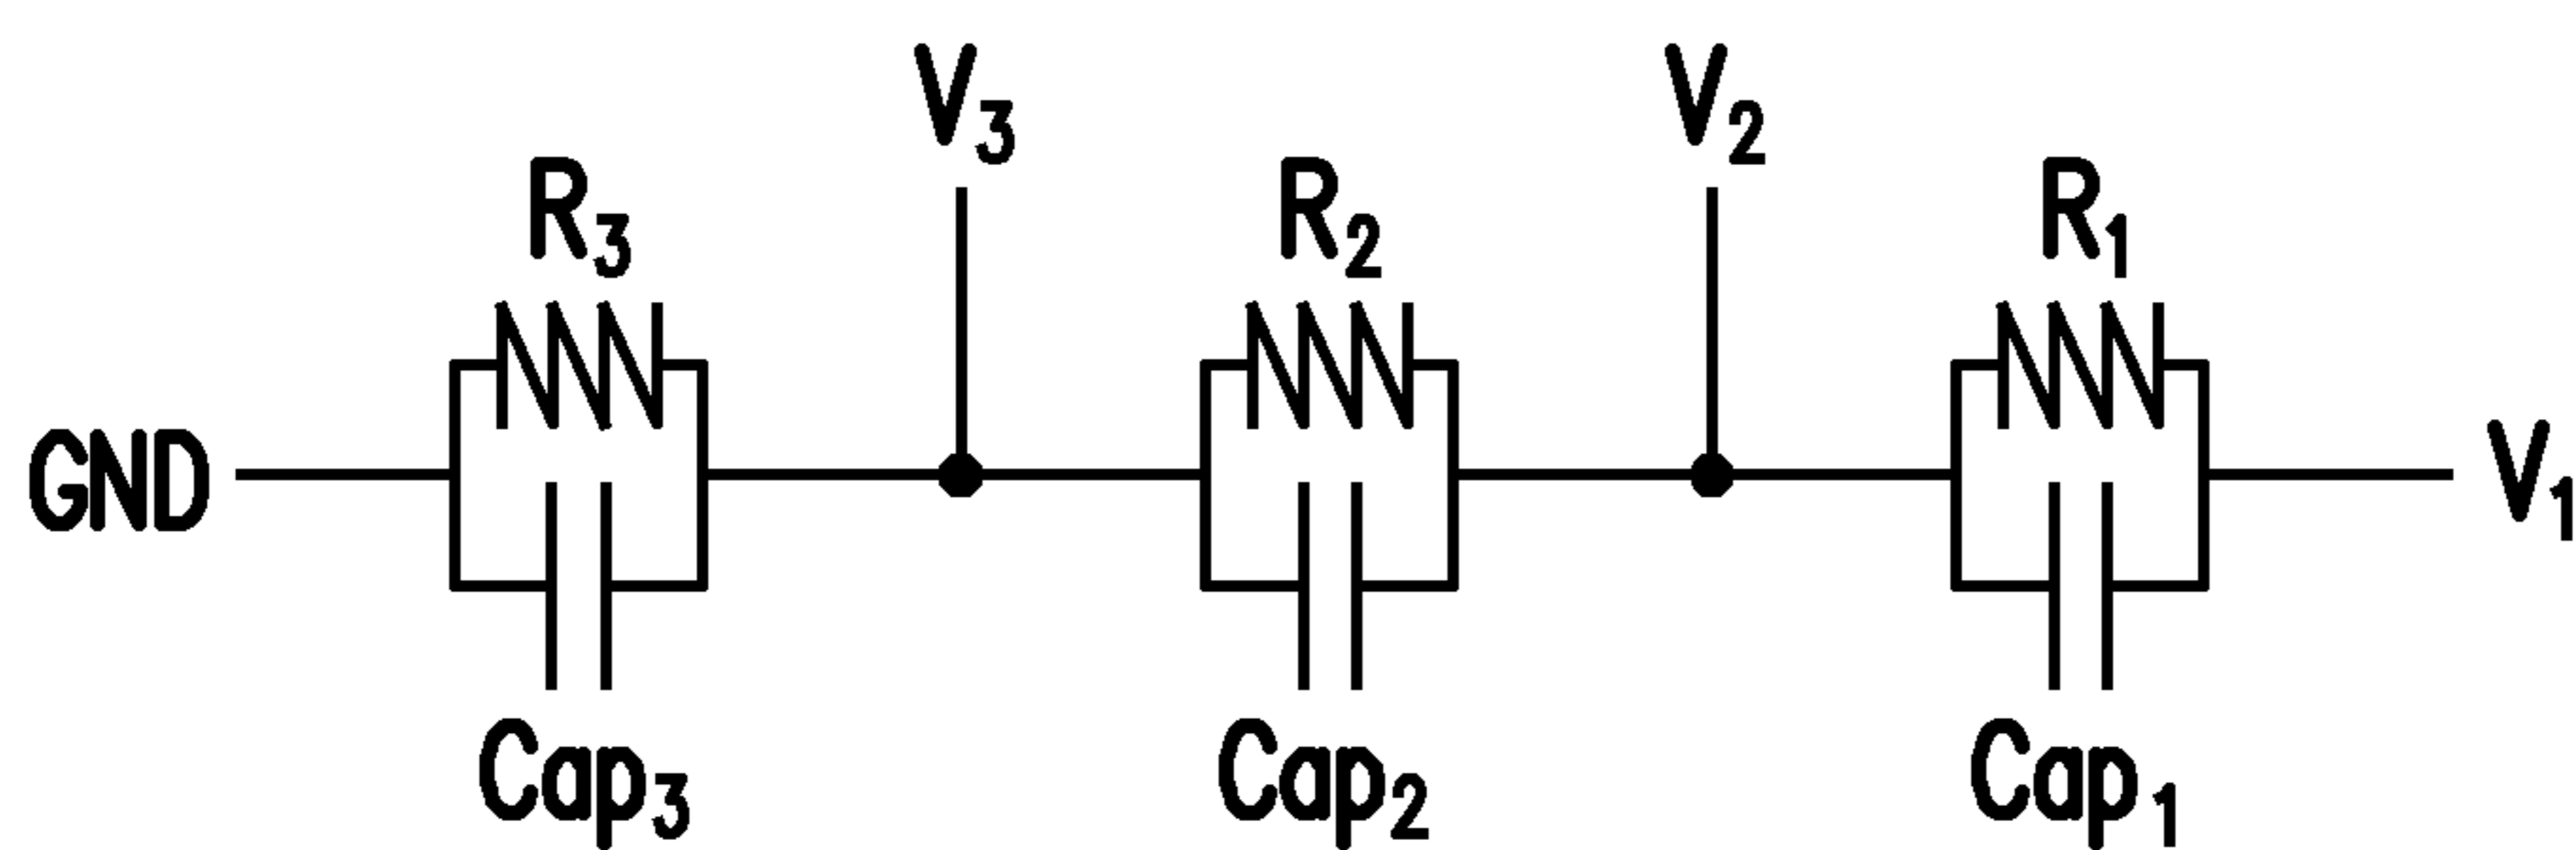 V₃ V₂
R₃ R₂ R₁
GND V₁
Cap₃ Cap₂ Cap₁